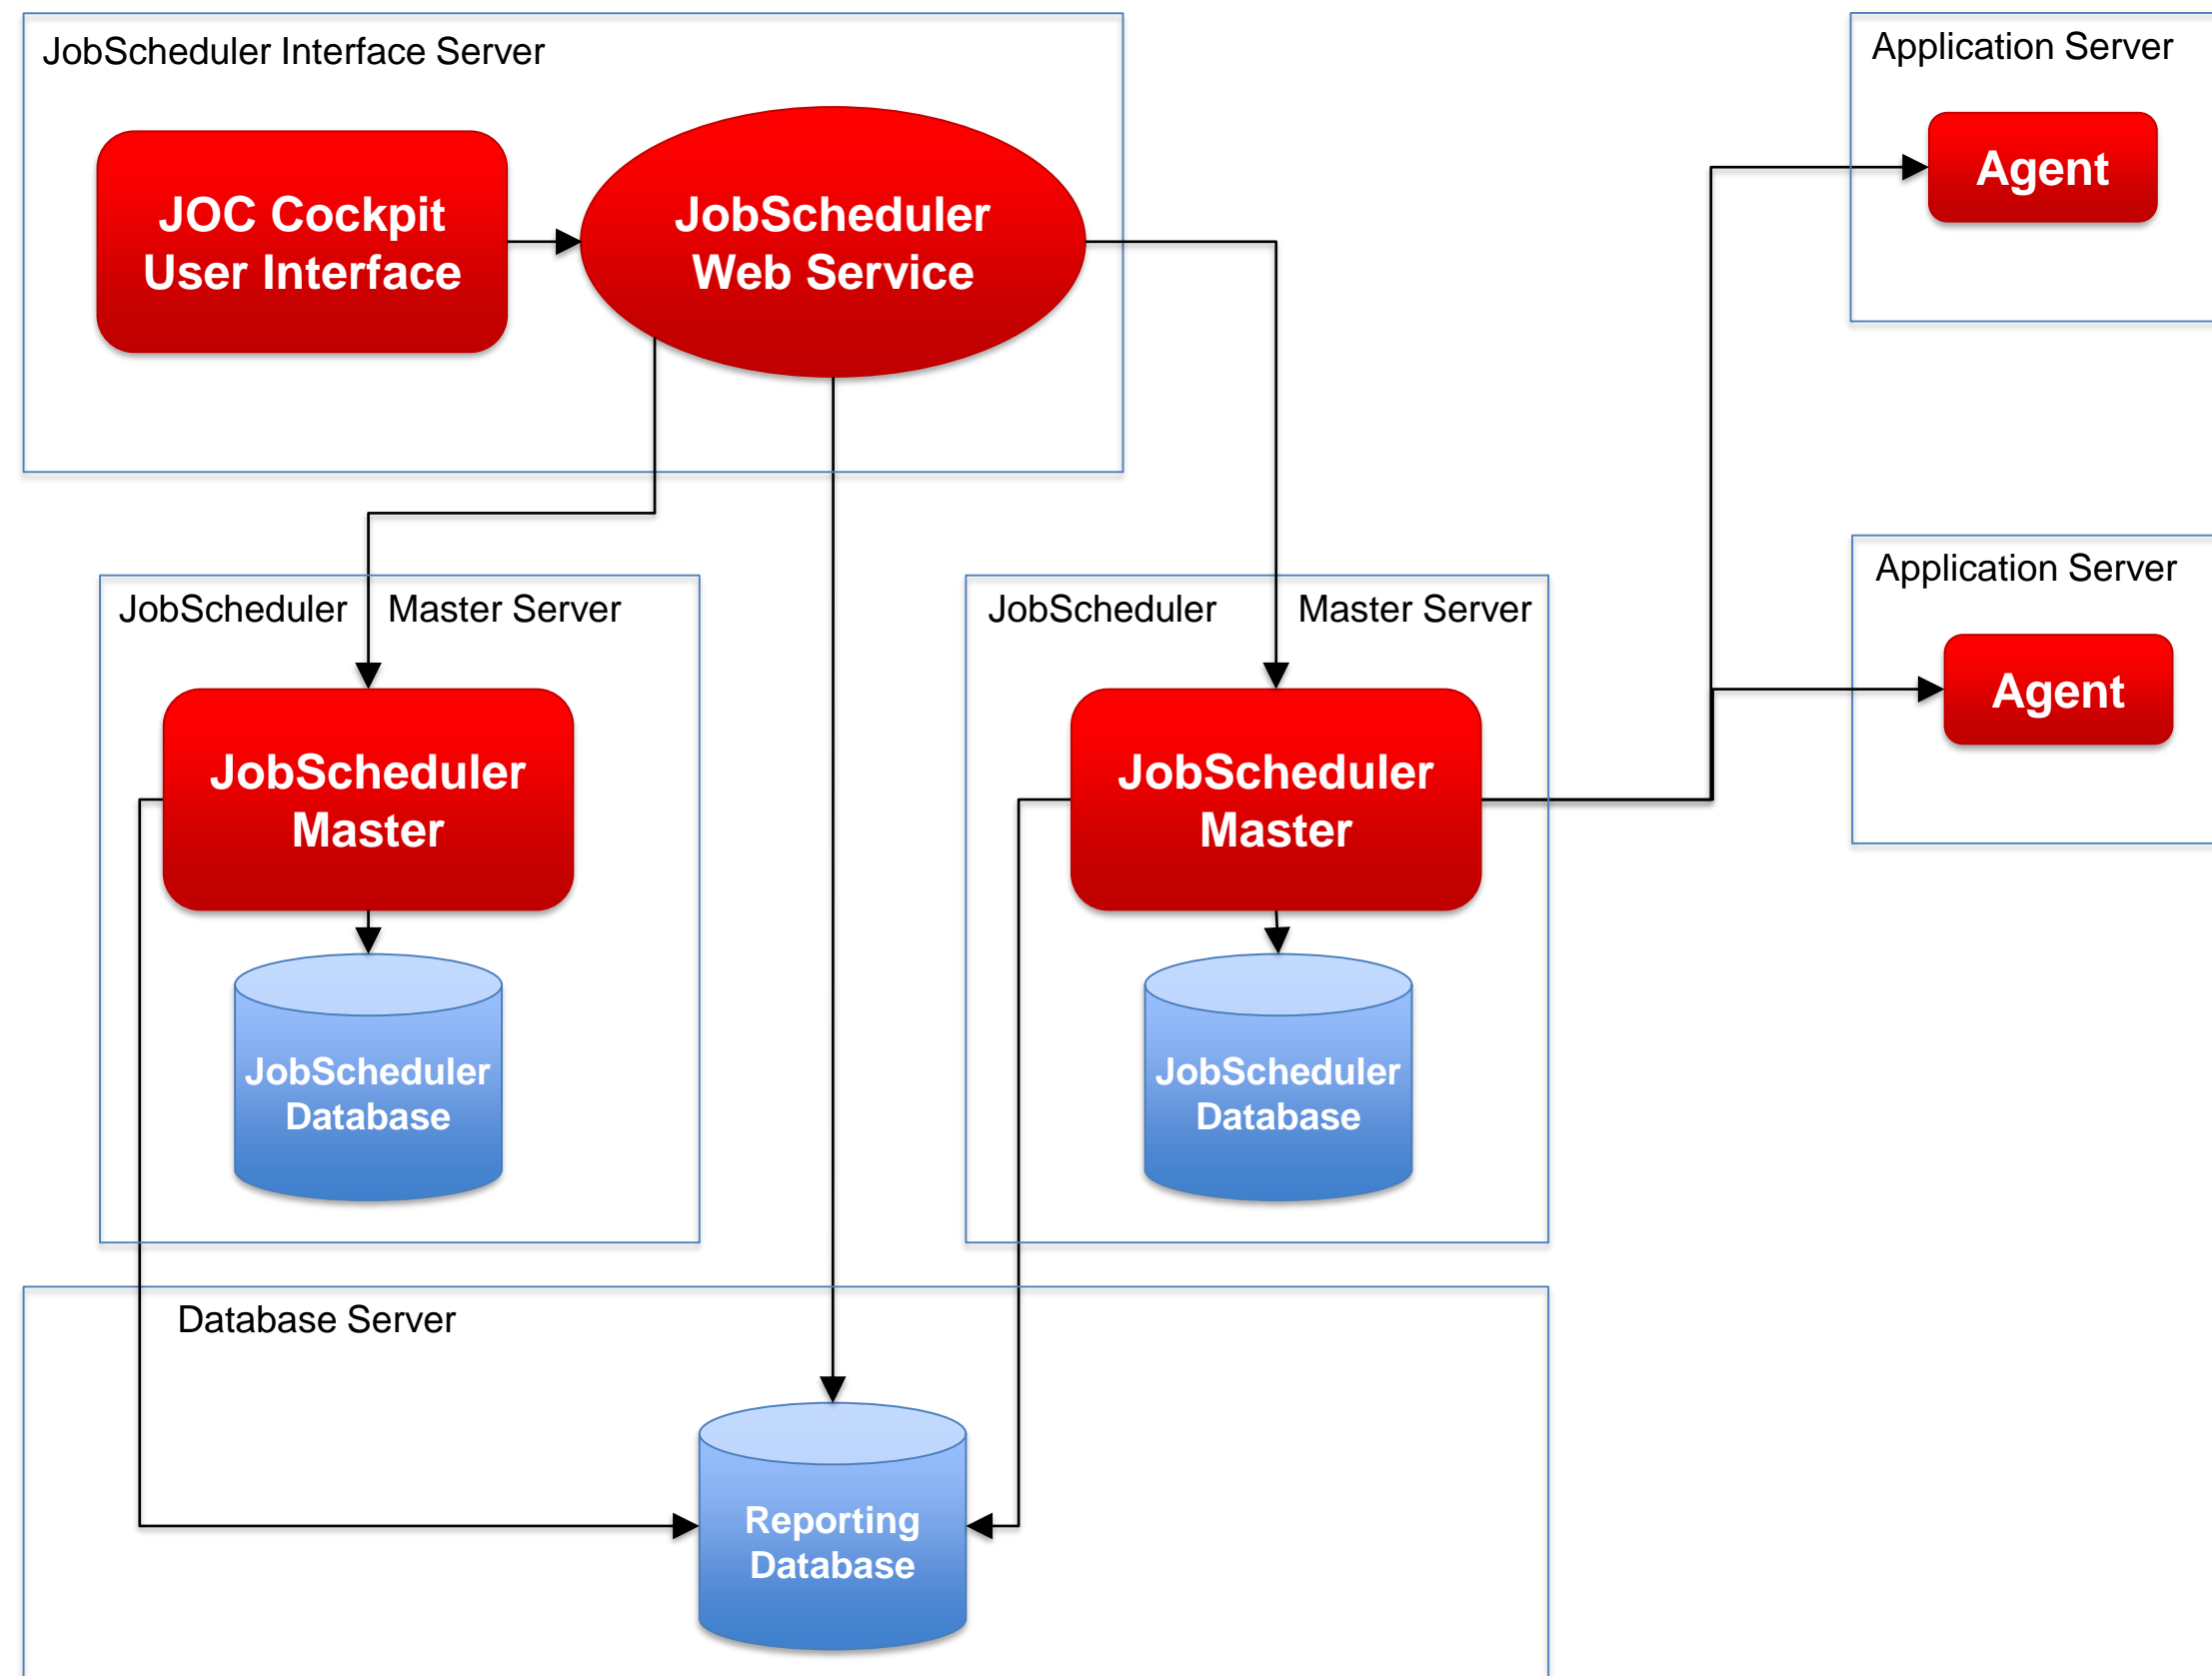 JobScheduler Interface Server
JOC Cockpit
User Interface
JobScheduler
Web Service
Application Server
Agent
Application Server
Agent
JobScheduler Master Server
JobScheduler
Master
JobScheduler
Database
JobScheduler Master Server
JobScheduler
Master
JobScheduler
Database
Database Server
Reporting
Database